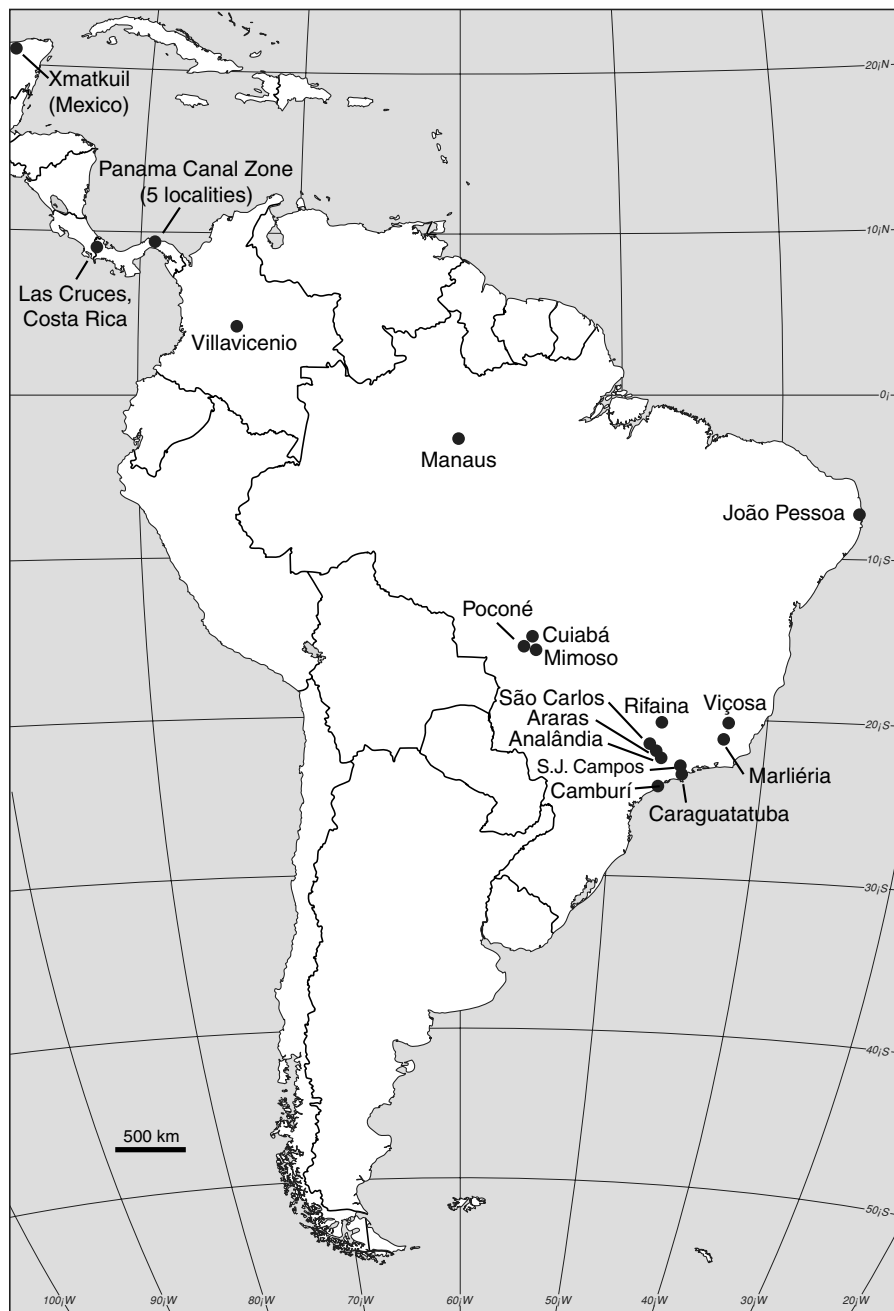 20¡N
Xmatkuil
(Mexico)
Panama Canal Zone
(5 localities)
10¡N
Las Cruces,
Costa Rica
Villavicenio
0¡
Manaus
João Pessoa
10¡S
Poconé
Cuiabá
Mimoso
São Carlos
Rifaina
Viçosa
20¡S
Araras
Analândia
S.J. Campos
Marliéria
Camburí
Caraguatatuba
30¡S
40¡S
500 km
50¡S
100¡W
90¡W
80¡W
70¡W
60¡W
50¡W
40¡W
30¡W
20¡W